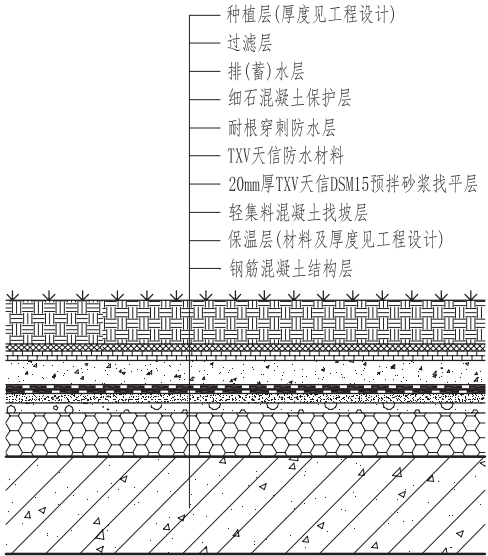 种植层(厚度见工程设计)
过滤层
排(蓄)水层
细石混凝土保护层
耐根穿刺防水层
TXV天信防水材料
20mm厚TXV天信DSM15预拌砂浆找平层
轻集料混凝土找坡层
保温层(材料及厚度见工程设计)
钢筋混凝土结构层